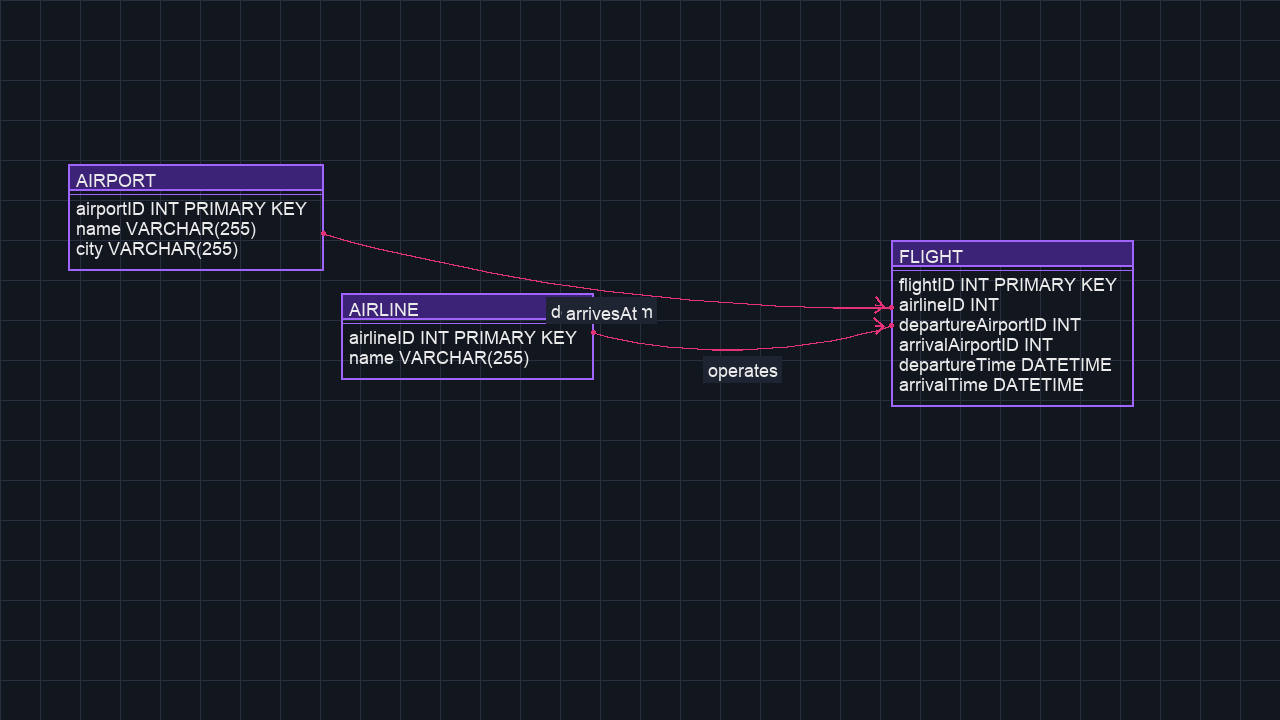 AIRPORT
airportID INT PRIMARY KEY
name VARCHAR(255)
city VARCHAR(255)
AIRLINE
airlineID INT PRIMARY KEY
name VARCHAR(255)
arrivesAt
operates
FLIGHT
flightID INT PRIMARY KEY
airlineID INT
departureAirportID INT
arrivalAirportID INT
departureTime DATETIME
arrivalTime DATETIME